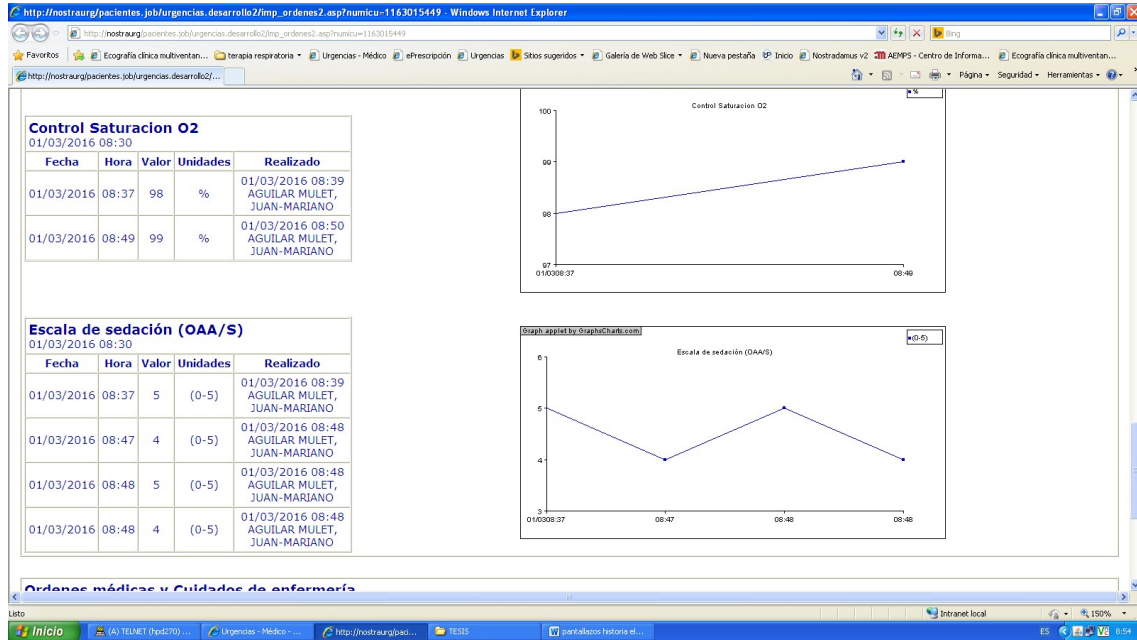 http://nostraurg/pacientes.job/urgencias.desarrollo2/imp_ordenes2.asp?numicu=1163015449 - Windows Internet Explorer
http://nostraurg/pacientes.job/urgencias.desarrollo2/imp_ordenes2.asp?numicu=1163015449
Bing
Favoritos Ecografía clínica multiventan... terapia respiratoria Urgencias - Médico ePrescripción Urgencias Sitios sugeridos Galería de Web Slice Nueva pestaña Inicio Nostradamus v2 AEMPS - Centro de Informa... Ecografía clínica multiventan...
http://nostraurg/pacientes.job/urgencias.desarrollo2/...
Página Seguridad Herramientas
Control Saturacion O2
01/03/2016 08:30
Fecha Hora Valor Unidades Realizado
01/03/2016 08:37 98 % 01/03/2016 08:39
AGUILAR MULET,
JUAN-MARIANO
01/03/2016 08:49 99 % 01/03/2016 08:50
AGUILAR MULET,
JUAN-MARIANO
%
Control Saturacion O2
100
99
98
97
01/0308:37 08:49
Escala de sedación (OAA/S)
01/03/2016 08:30
Fecha Hora Valor Unidades Realizado
01/03/2016 08:37 5 (0-5) 01/03/2016 08:39
AGUILAR MULET,
JUAN-MARIANO
01/03/2016 08:47 4 (0-5) 01/03/2016 08:48
AGUILAR MULET,
JUAN-MARIANO
01/03/2016 08:48 5 (0-5) 01/03/2016 08:48
AGUILAR MULET,
JUAN-MARIANO
01/03/2016 08:48 4 (0-5) 01/03/2016 08:48
AGUILAR MULET,
JUAN-MARIANO
Graph applet by GraphsCharts.com
(0-5)
Escala de sedación (OAA/S)
6
5
4
3
01/0308:37 08:47 08:48 08:48
Ordenes médicas y Cuidados de enfermería
Listo
Intranet local
150%
Inicio
(A) TELNET (hpd270) ...
Urgencias - Médico - ...
http://nostraurg/paci...
TESIS
pantallazos historia el...
ES
8:54